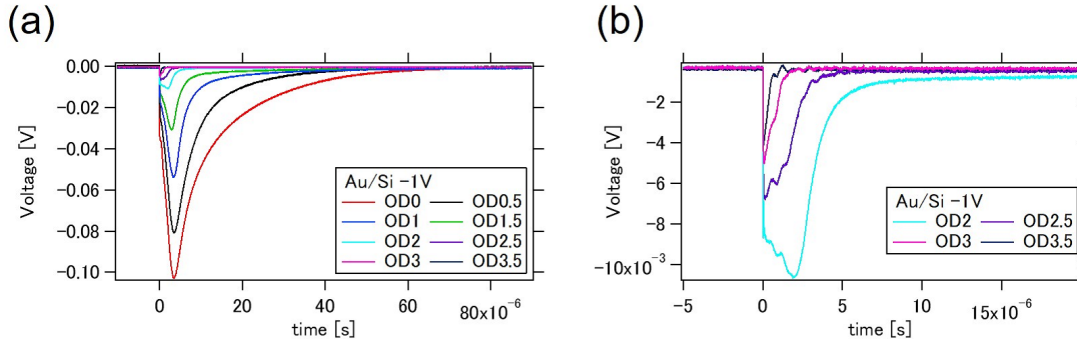 (a)
(b)
0.00
-0.02
-0.04
-0.06
-0.08
-0.10
Voltage [V]
Au/Si -1V
OD0 OD0.5
OD1 OD1.5
OD2 OD2.5
OD3 OD3.5
0 20 40 60 80x10-6
time [s]
-2
-4
-6
-8
-10x10-3
Voltage [V]
Au/Si -1V
OD2 OD2.5
OD3 OD3.5
-5 0 5 10 15x10-6
time [s]